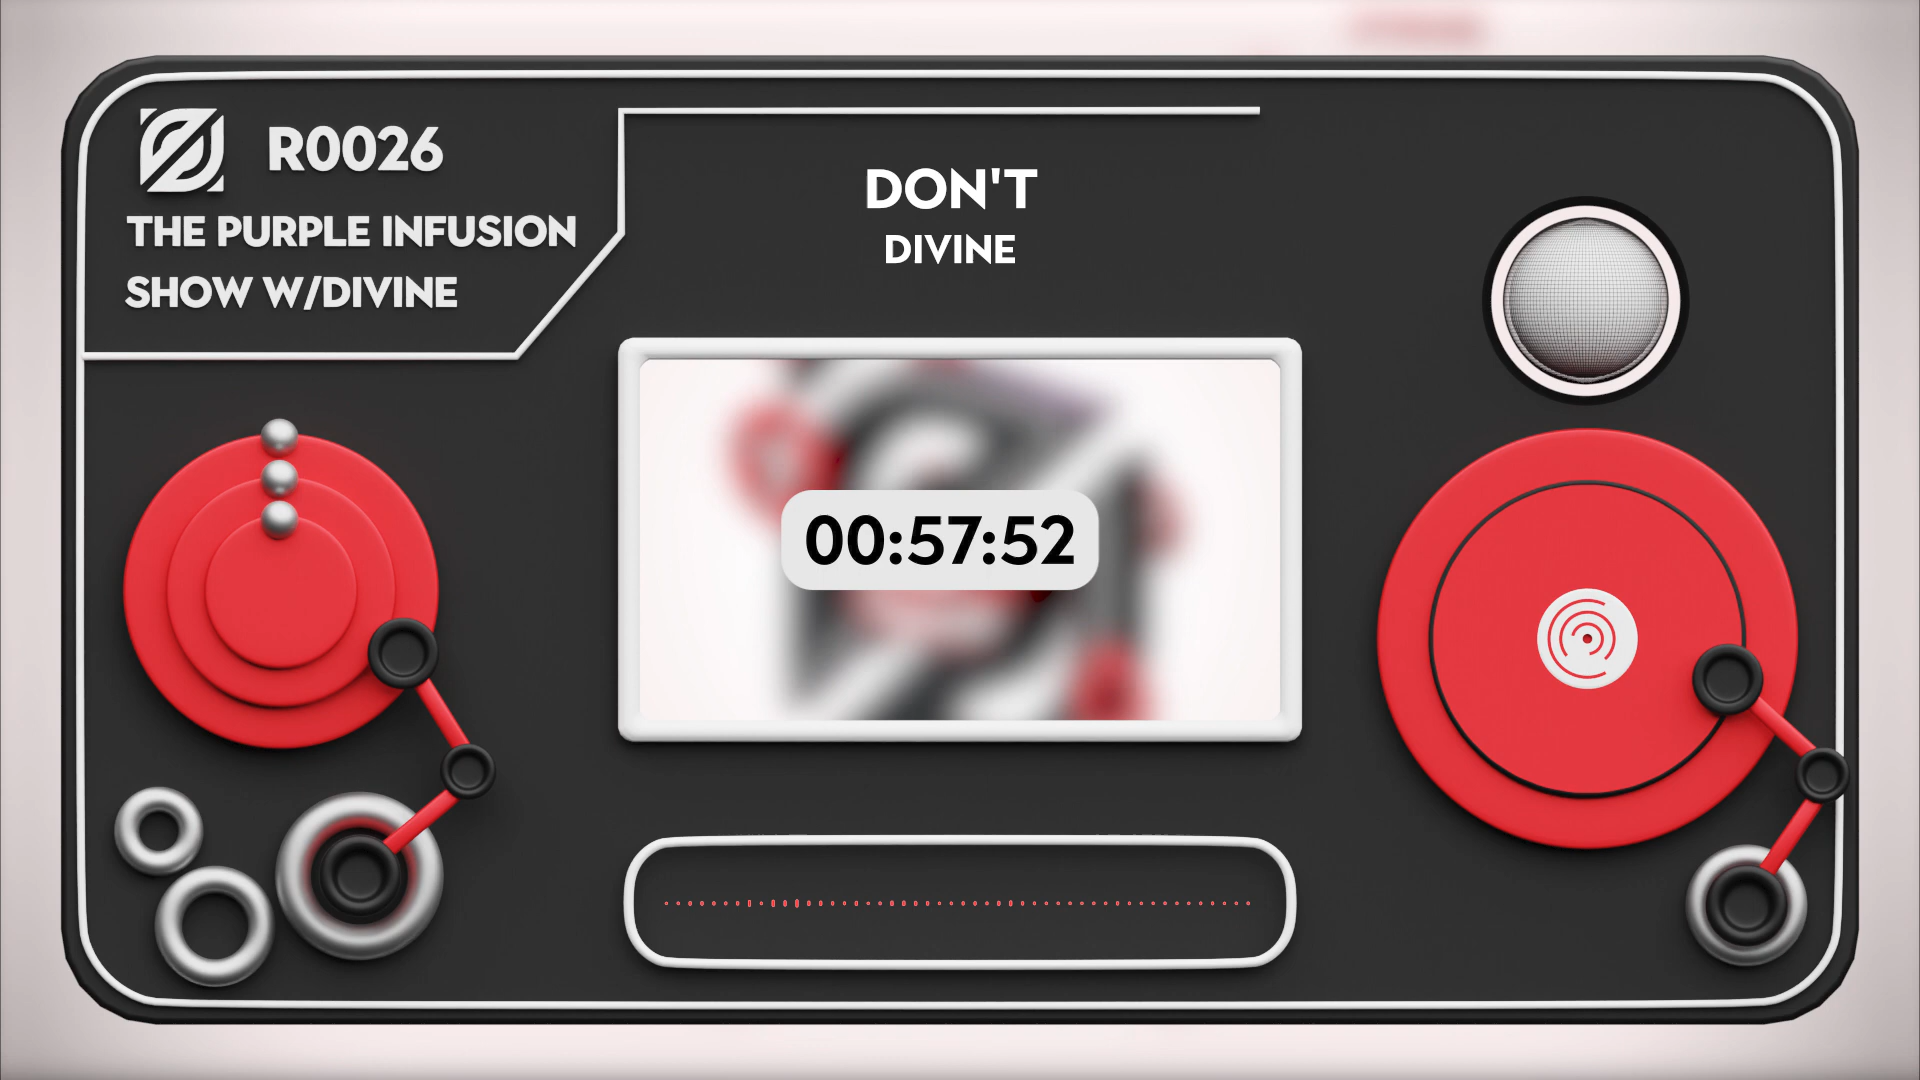 R0026
THE PURPLE INFUSION
SHOW W/DIVINE
DON'T
DIVINE
00:57:52